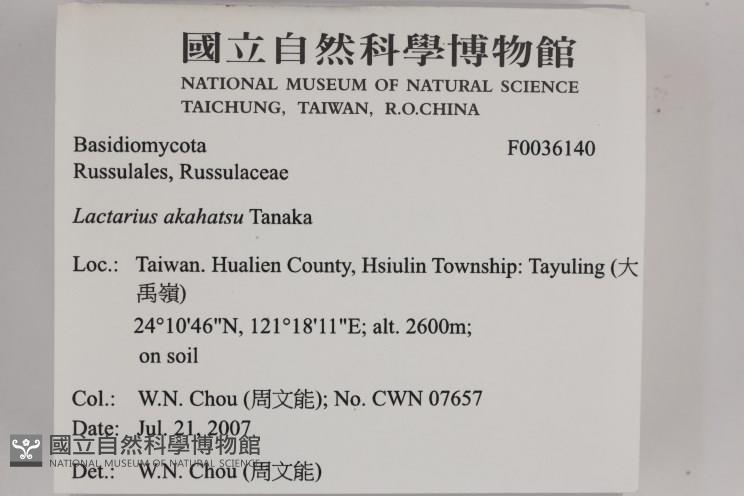 國立自然科學博物館
NATIONAL MUSEUM OF NATURAL SCIENCE
TAICHUNG, TAIWAN, R.O.CHINA
Basidiomycota F0036140
Russulales, Russulaceae
Lactarius akahatsu Tanaka
Loc.: Taiwan. Hualien County, Hsiulin Township: Tayuling (大
禹嶺)
24°10'46"N, 121°18'11"E; alt. 2600m;
on soil
Col.: W.N. Chou (周文能); No. CWN 07657
Date: Jul. 21, 2007
國立自然科學博物館
NATIONAL MUSEUM OF NATURAL SCIENCE
Det.: W.N. Chou (周文能)